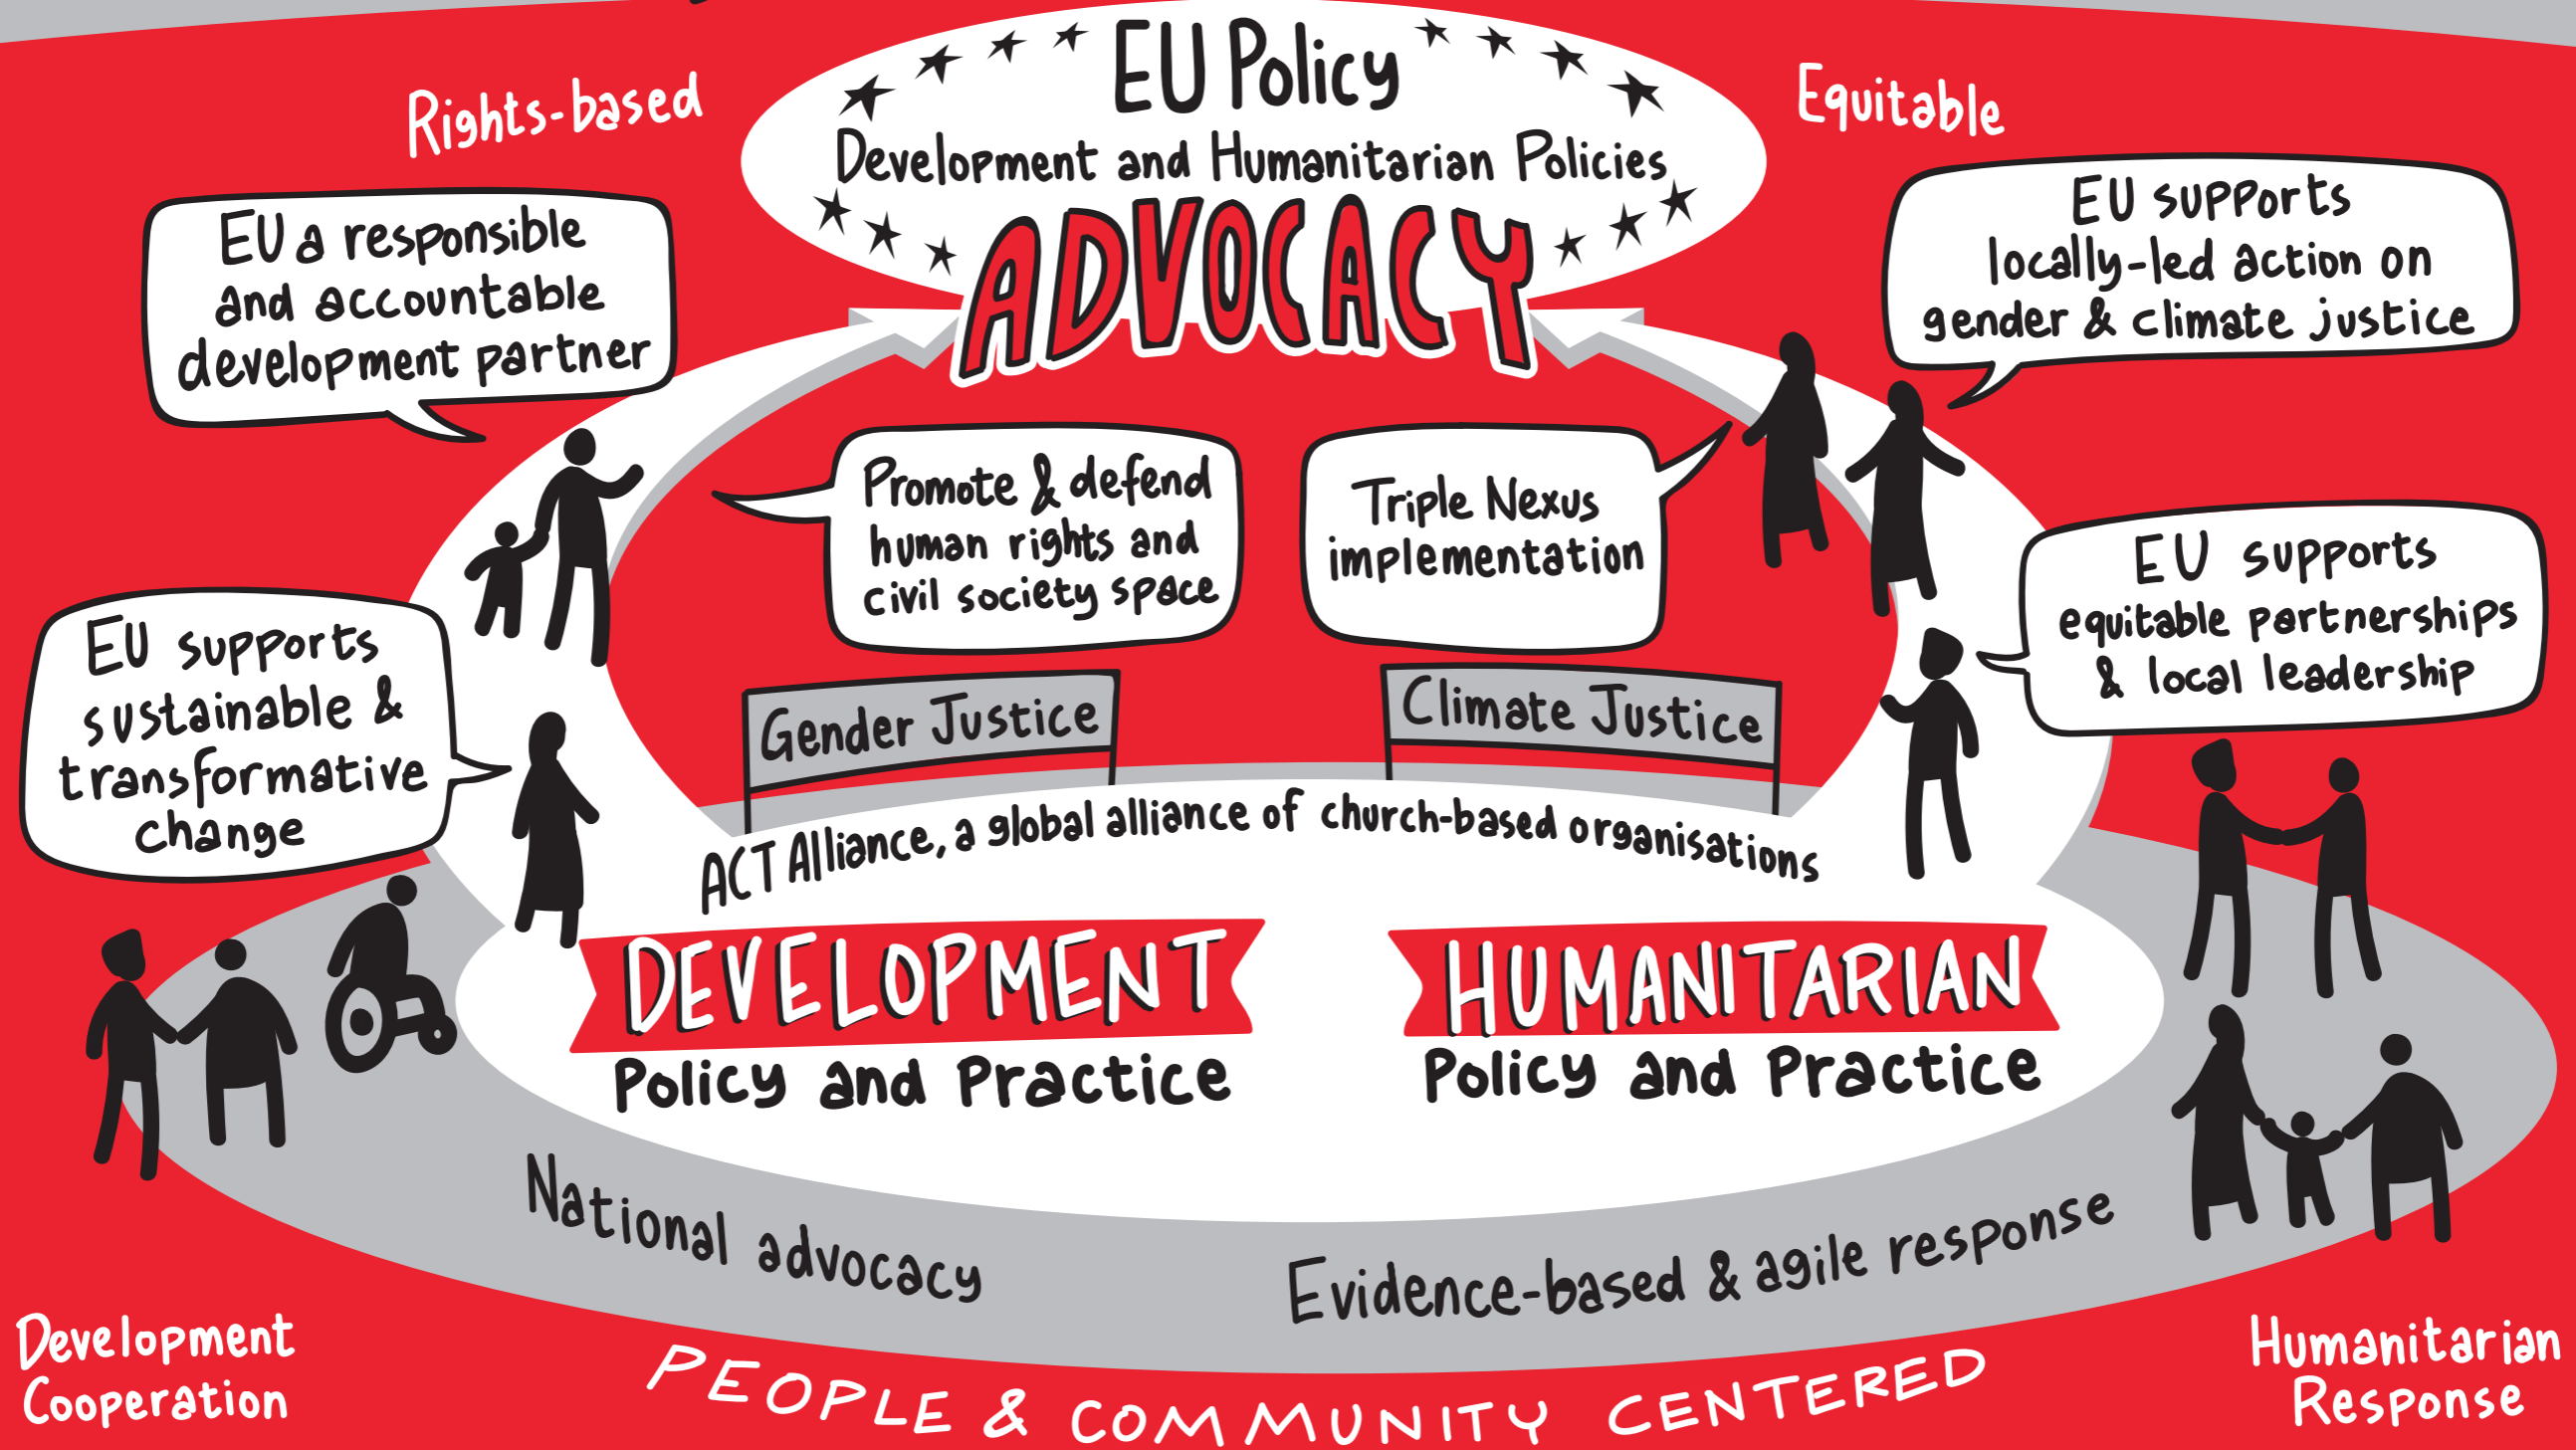 EU Policy
Development and Humanitarian Policies
ADVOCACY
Rights-based
Equitable
EU a responsible
and accountable
development partner
EU supports
locally-led action on
gender & climate justice
Promote & defend
human rights and
civil society space
Triple Nexus
implementation
EU supports
sustainable &
transformative
change
EU supports
equitable partnerships
& local leadership
Gender Justice
Climate Justice
ACT Alliance, a global alliance of church-based organisations
DEVELOPMENT
Policy and Practice
HUMANITARIAN
Policy and Practice
National advocacy
Evidence-based & agile response
Development
Cooperation
PEOPLE & COMMUNITY CENTERED
Humanitarian
Response